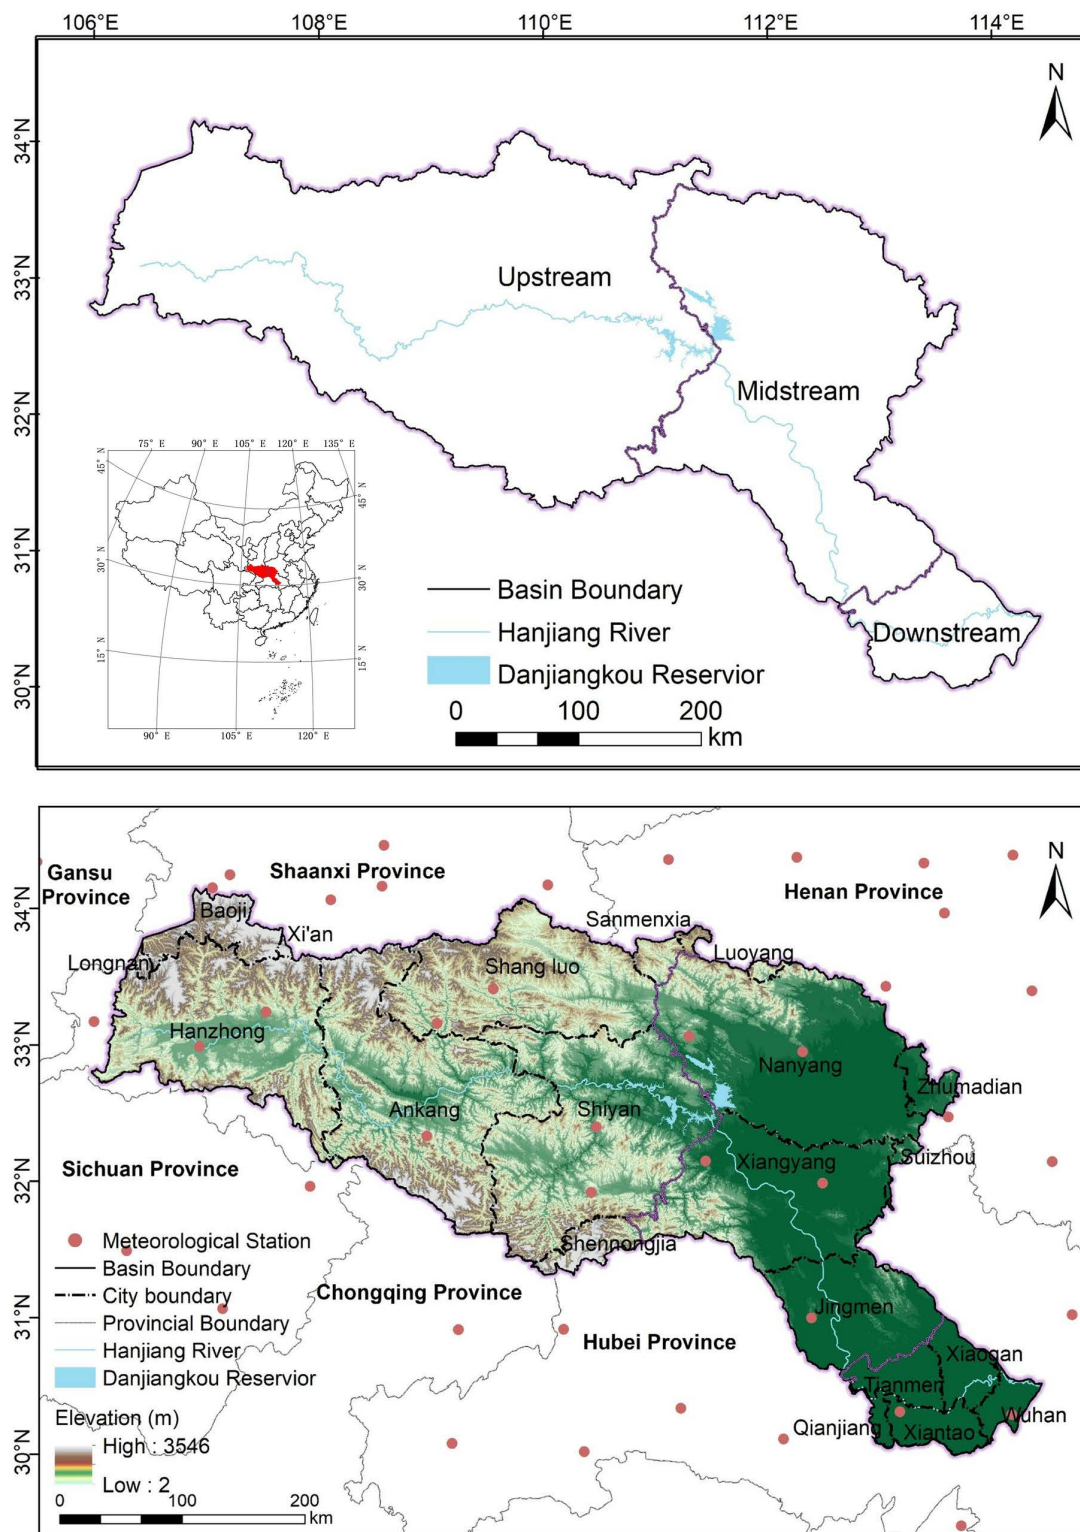 106°E 108°E 110°E 112°E 114°E
N
34°N
33°N
32°N
31°N
30°N
Upstream
Midstream
Downstream
75° E 90° E 105° E 120° E 135° E
45° N
45° N
30° N
30° N
15° N
15° N
90° E 105° E 120° E
Basin Boundary
Hanjiang River
Danjiangkou Reservior
0 100 200
km
Gansu
Province
Shaanxi Province
Henan Province
N
34°N
33°N
32°N
31°N
30°N
Baoji
Xi'an
Sanmenxia
Luoyang
Longnan
Shang luo
Hanzhong
Nanyang
Zhumadian
Ankang
Shiyan
Xiangyang
Suizhou
Sichuan Province
Shennongjia
Chongqing Province
Hubei Province
Jingmen
Xiaogan
Tianmen
Wuhan
Qianjiang
Xiantao
Meteorological Station
Basin Boundary
City boundary
Provincial Boundary
Hanjiang River
Danjiangkou Reservior
Elevation (m)
High : 3546
Low : 2
0 100 200
km